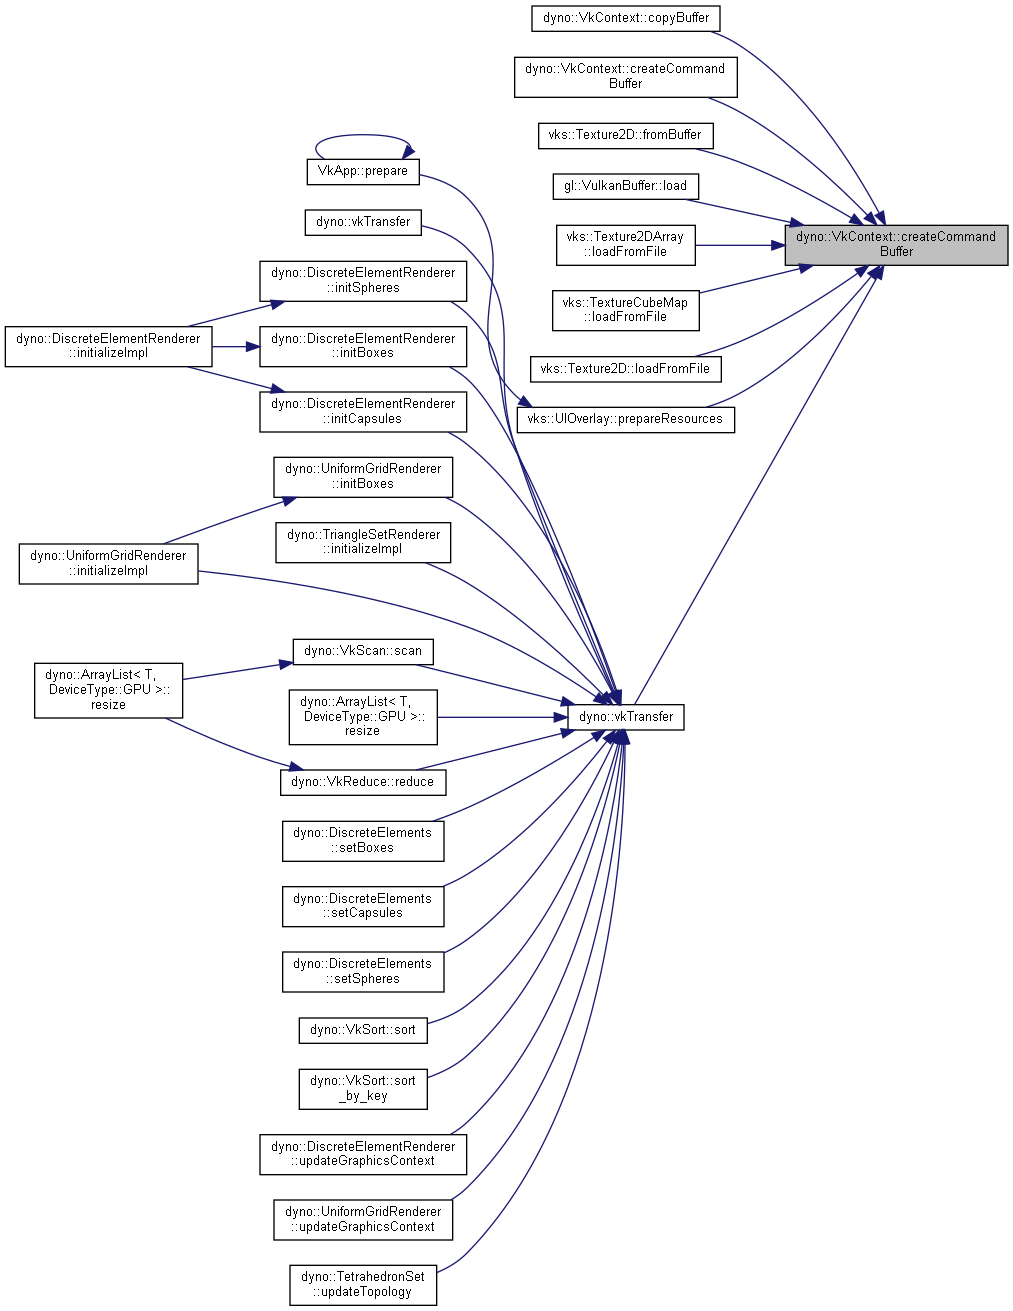 dyno::VkContext::copyBuffer
dyno::VkContext::createCommand
Buffer
vks::Texture2D::fromBuffer
gl::VulkanBuffer::load
vks::Texture2DArray
::loadFromFile
vks::TextureCubeMap
::loadFromFile
vks::Texture2D::loadFromFile
vks::UIOverlay::prepareResources
dyno::VkContext::createCommand
Buffer
VkApp::prepare
dyno::vkTransfer
dyno::DiscreteElementRenderer
::initSpheres
dyno::DiscreteElementRenderer
::initializeImpl
dyno::DiscreteElementRenderer
::initBoxes
dyno::DiscreteElementRenderer
::initCapsules
dyno::UniformGridRenderer
::initBoxes
dyno::TriangleSetRenderer
::initializeImpl
dyno::UniformGridRenderer
::initializeImpl
dyno::VkScan::scan
dyno::ArrayList< T,
DeviceType::GPU >::
resize
dyno::ArrayList< T,
DeviceType::GPU >::
resize
dyno::vkTransfer
dyno::VkReduce::reduce
dyno::DiscreteElements
::setBoxes
dyno::DiscreteElements
::setCapsules
dyno::DiscreteElements
::setSpheres
dyno::VkSort::sort
dyno::VkSort::sort
_by_key
dyno::DiscreteElementRenderer
::updateGraphicsContext
dyno::UniformGridRenderer
::updateGraphicsContext
dyno::TetrahedronSet
::updateTopology